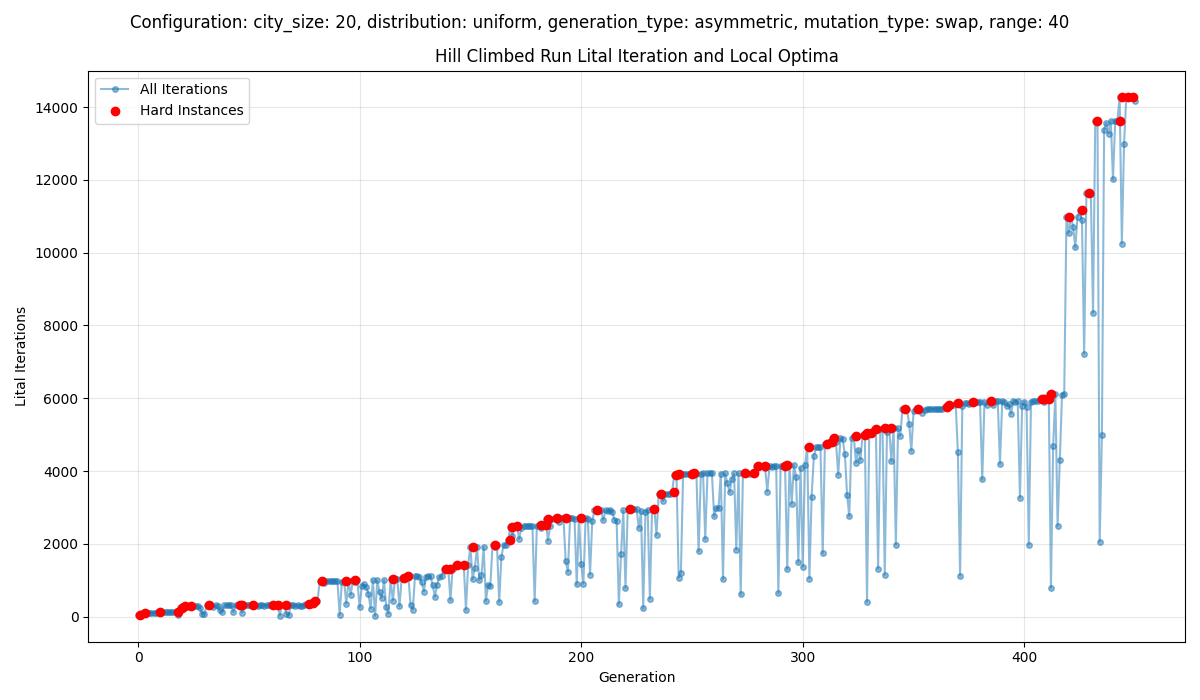 Configuration: city_size: 20, distribution: uniform, generation_type: asymmetric, mutation_type: swap, range: 40
Hill Climbed Run Lital Iteration and Local Optima
All Iterations
Hard Instances
14000
12000
10000
8000
6000
4000
2000
0
Lital Iterations
0 100 200 300 400
Generation